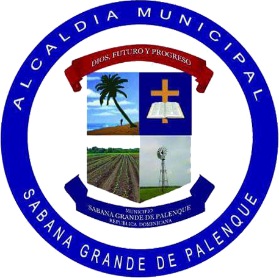 ALCALDIA MUNICIPAL
DIOS, FUTURO Y PROGRESO
MUNICIPIO
SABANA GRANDE DE PALENQUE
REPUBLICA DOMINICANA
SABANA GRANDE DE PALENQUE